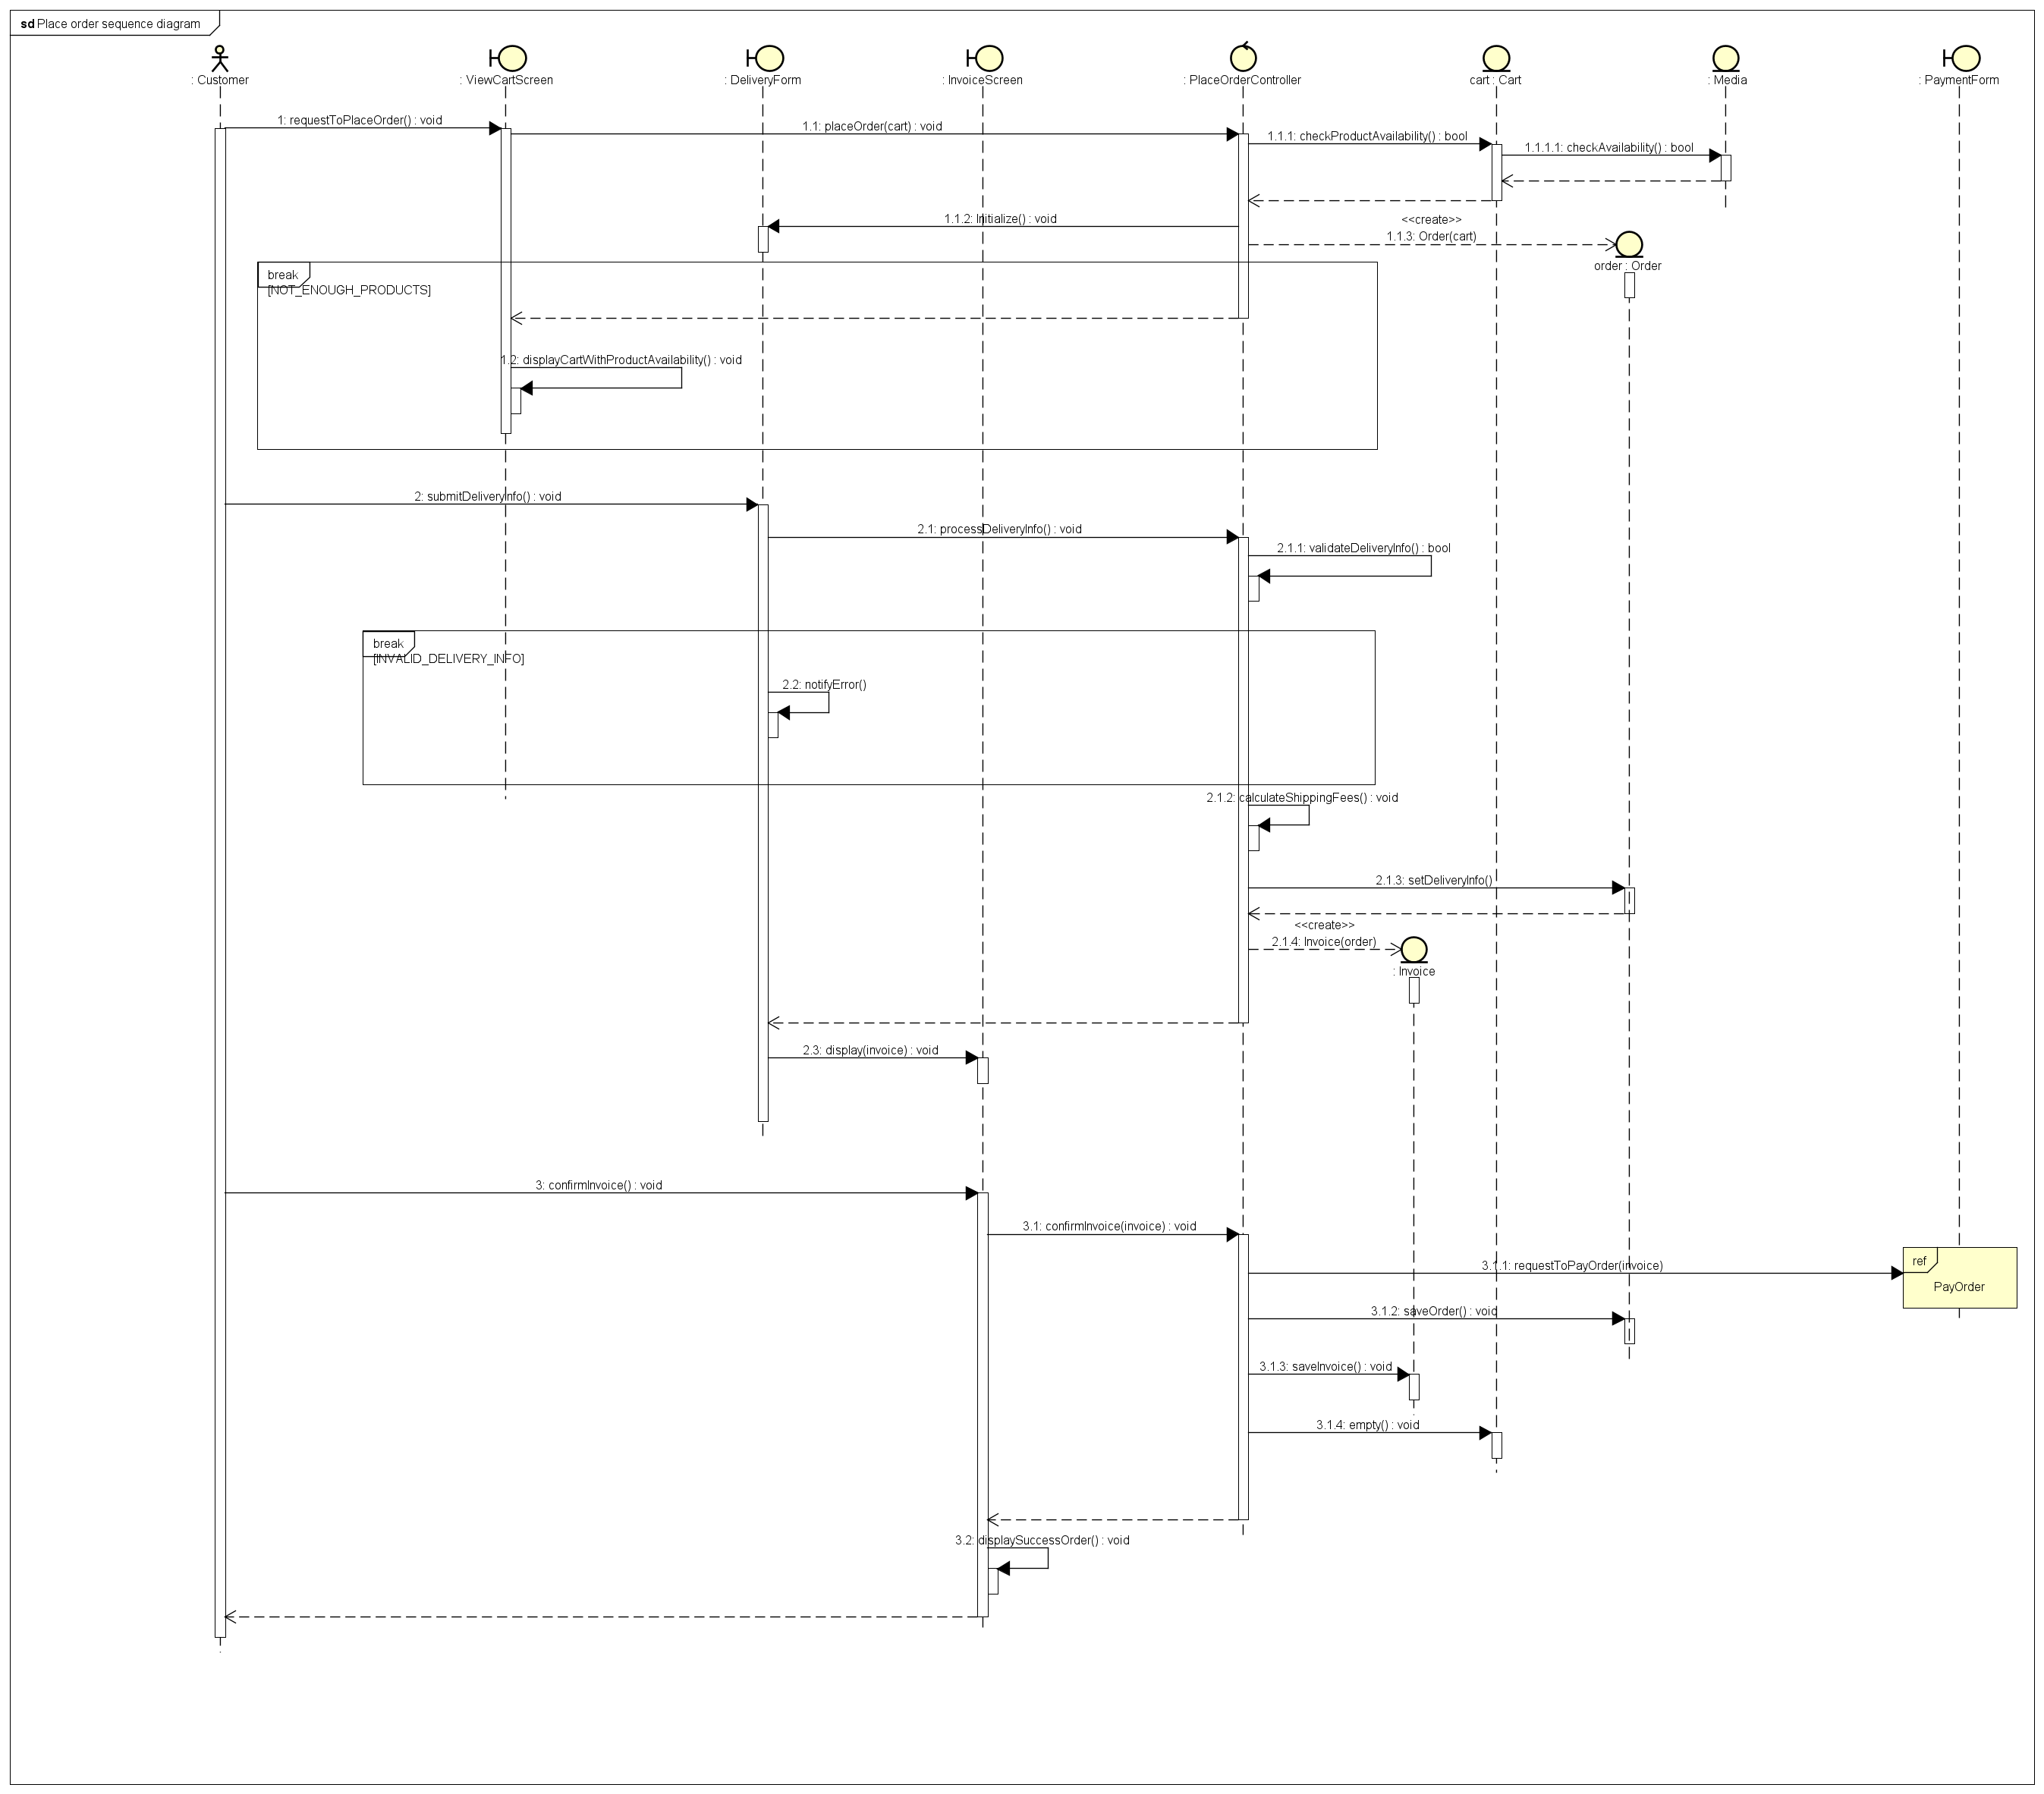 sd Place order sequence diagram
: Customer
: ViewCartScreen
: DeliveryForm
: InvoiceScreen
: PlaceOrderController
cart : Cart
: Media
: PaymentForm
1: requestToPlaceOrder() : void
1.1: placeOrder(cart) : void
1.1.1: checkProductAvailability() : bool
1.1.1.1: checkAvailability() : bool
1.1.2: Initialize() : void
<<create>>
1.1.3: Order(cart)
order : Order
break
[NOT_ENOUGH_PRODUCTS]
1.2: displayCartWithProductAvailability() : void
2: submitDeliveryInfo() : void
2.1: processDeliveryInfo() : void
2.1.1: validateDeliveryInfo() : bool
break
[INVALID_DELIVERY_INFO]
2.2: notifyError()
2.1.2: calculateShippingFees() : void
2.1.3: setDeliveryInfo()
<<create>>
2.1.4: Invoice(order)
: Invoice
2.3: display(invoice) : void
3: confirmInvoice() : void
3.1: confirmInvoice(invoice) : void
ref
3.1.1: requestToPayOrder(invoice)
PayOrder
3.1.2: saveOrder() : void
3.1.3: saveInvoice() : void
3.1.4: empty() : void
3.2: displaySuccessOrder() : void